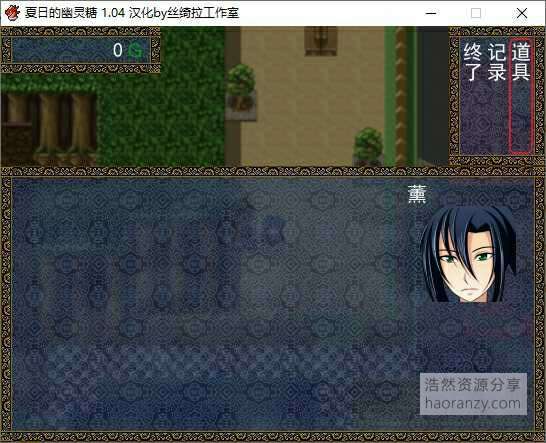 夏日的幽灵糖 1.04 汉化by丝绮拉工作室
0 G
道具
记录
终了
薰
浩然资源分享
haoranzy.com